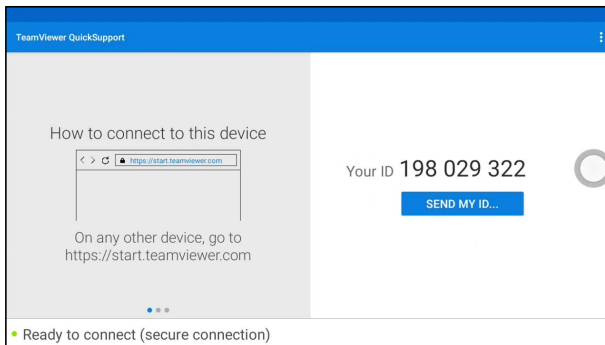 TeamViewer QuickSupport
How to connect to this device
https://start.teamviewer.com
On any other device, go to
https://start.teamviewer.com
Your ID 198 029 322
SEND MY ID...
Ready to connect (secure connection)